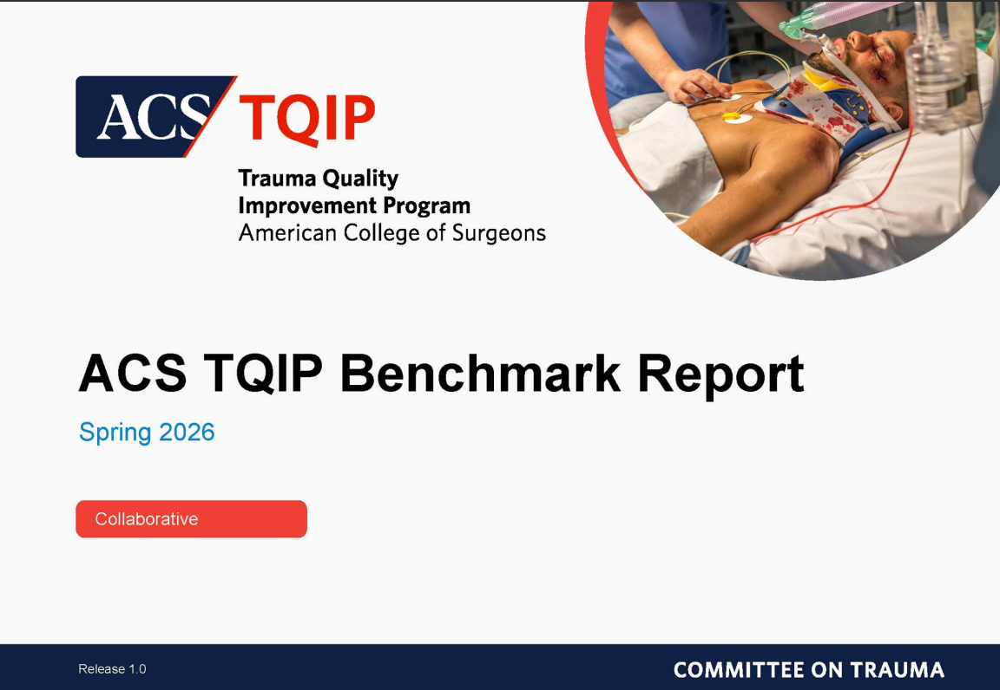 ACS TQIP
Trauma Quality
Improvement Program
American College of Surgeons
ACS TQIP Benchmark Report
Spring 2026
Collaborative
Release 1.0
COMMITTEE ON TRAUMA